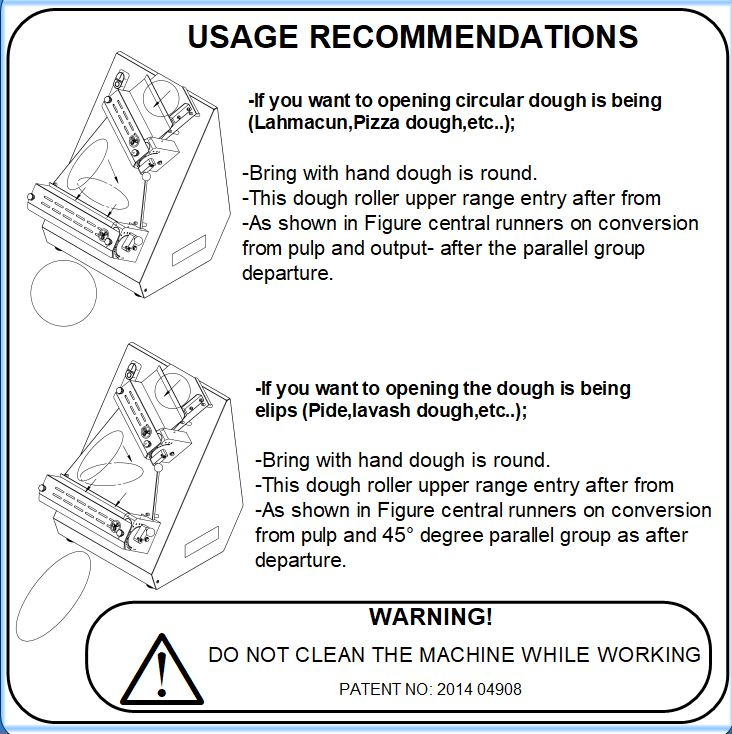 USAGE RECOMMENDATIONS
-If you want to opening circular dough is being
(Lahmacun,Pizza dough,etc..);
-Bring with hand dough is round.
-This dough roller upper range entry after from
-As shown in Figure central runners on conversion
from pulp and output- after the parallel group
departure.
-If you want to opening the dough is being
elips (Pide,lavash dough,etc..);
-Bring with hand dough is round.
-This dough roller upper range entry after from
-As shown in Figure central runners on conversion
from pulp and 45° degree parallel group as after
departure.
WARNING!
DO NOT CLEAN THE MACHINE WHILE WORKING
PATENT NO: 2014 04908